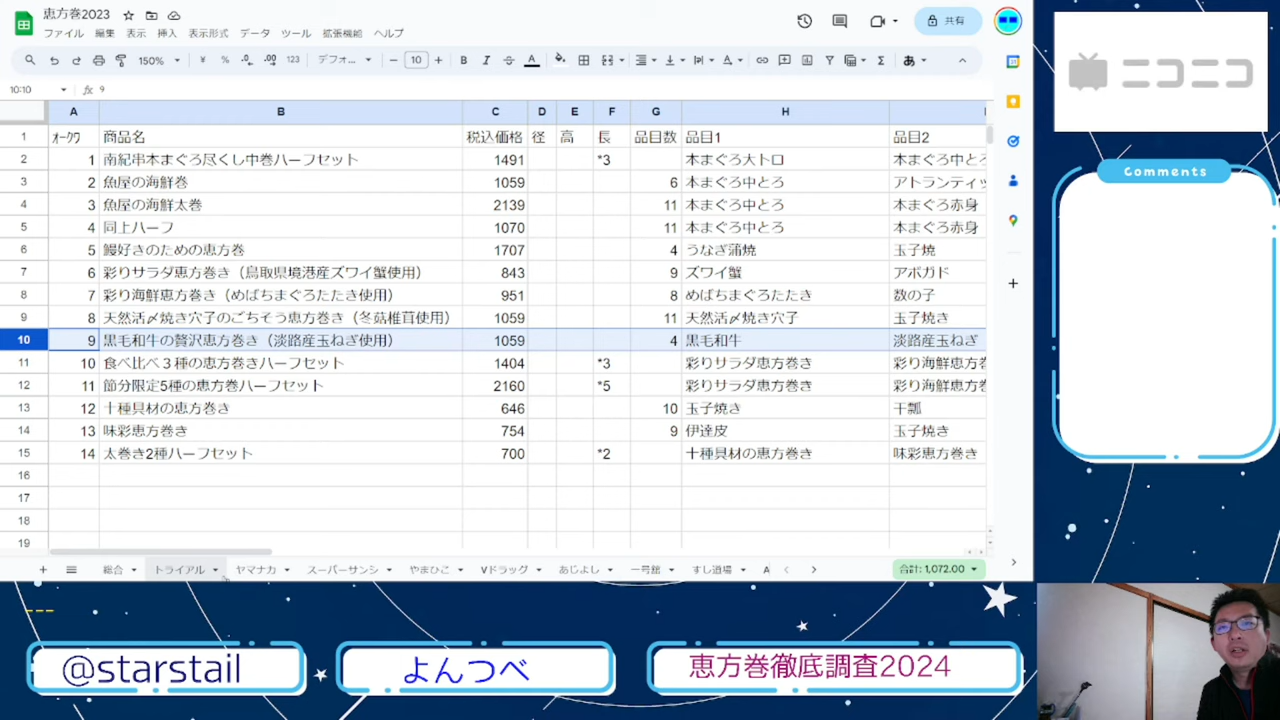 恵方巻2023
ファイル 編集 表示 挿入 表示形式 データ ツール 拡張機能 ヘルプ
共有
150% ¥ % .0 .00 123 デフォ... 10 B I A あ
10:10 fx 9
A B C D E F G H
1 ｵｰｸﾜ 商品名 税込価格 径 高 長 品目数 品目1 品目2
2 1 南紀串本まぐろ尽くし中巻ハーフセット 1491 *3 本まぐろ大トロ 本まぐろ中とろ
3 2 魚屋の海鮮巻 1059 6 本まぐろ中とろ アトランティッ
4 3 魚屋の海鮮太巻 2139 11 本まぐろ中とろ 本まぐろ赤身
5 4 同上ハーフ 1070 11 本まぐろ中とろ 本まぐろ赤身
6 5 鰻好きのための恵方巻 1707 4 うなぎ蒲焼 玉子焼
7 6 彩りサラダ恵方巻き（鳥取県境港産ズワイ蟹使用） 843 9 ズワイ蟹 アボガド
8 7 彩り海鮮恵方巻き（めばちまぐろたたき使用） 951 8 めばちまぐろたたき 数の子
9 8 天然活〆焼き穴子のごちそう恵方巻き（冬菇椎茸使用） 1059 11 天然活〆焼き穴子 玉子焼き
10 9 黒毛和牛の贅沢恵方巻き（淡路産玉ねぎ使用） 1059 4 黒毛和牛 淡路産玉ねぎ
11 10 食べ比べ３種の恵方巻きハーフセット 1404 *3 彩りサラダ恵方巻き 彩り海鮮恵方巻
12 11 節分限定5種の恵方巻ハーフセット 2160 *5 彩りサラダ恵方巻き 彩り海鮮恵方巻
13 12 十種具材の恵方巻き 646 10 玉子焼き 干瓢
14 13 味彩恵方巻き 754 9 伊達皮 玉子焼き
15 14 太巻き2種ハーフセット 700 *2 十種具材の恵方巻き 味彩恵方巻き
16
17
18
19
総合 トライアル ヤマナカ スーパーサンシ やまひこ Vドラッグ あじよし 一号舘 すし道場 A 合計: 1,072.00
ニコニコ
Comments
---
@starstail よんつべ 恵方巻徹底調査2024